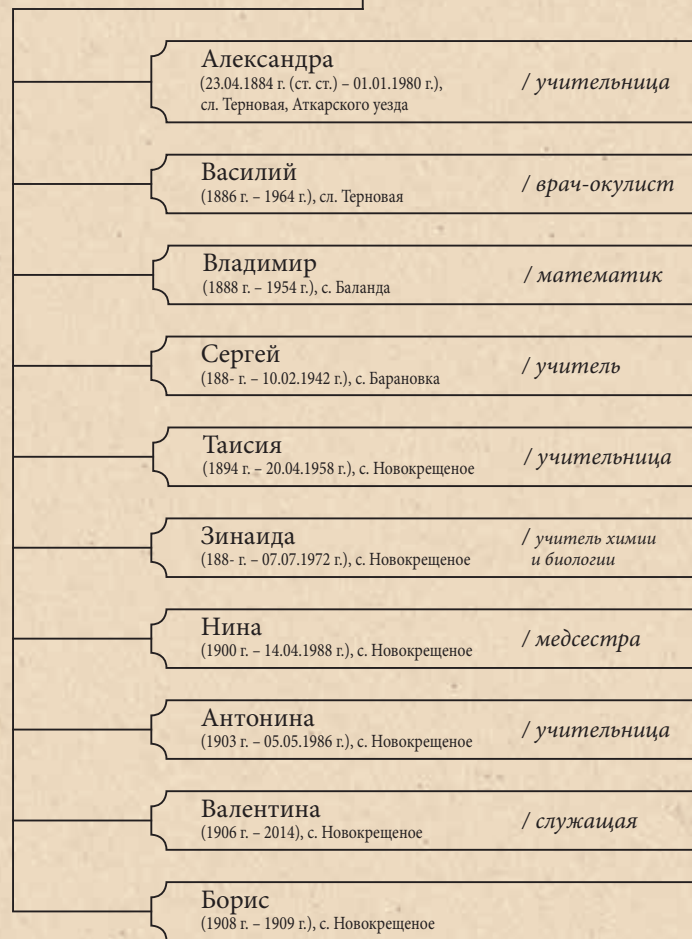 Александра
(23.04.1884 г. (ст. ст.) – 01.01.1980 г.),
сл. Терновая, Аткарского уезда
/ учительница
Василий
(1886 г. – 1964 г.), сл. Терновая
/ врач-окулист
Владимир
(1888 г. – 1954 г.), с. Баланда
/ математик
Сергей
(188- г. – 10.02.1942 г.), с. Барановка
/ учитель
Таисия
(1894 г. – 20.04.1958 г.), с. Новокрещеное
/ учительница
Зинаида
(188- г. – 07.07.1972 г.), с. Новокрещеное
/ учитель химии
и биологии
Нина
(1900 г. – 14.04.1988 г.), с. Новокрещеное
/ медсестра
Антонина
(1903 г. – 05.05.1986 г.), с. Новокрещеное
/ учительница
Валентина
(1906 г. – 2014), с. Новокрещеное
/ служащая
Борис
(1908 г. – 1909 г.), с. Новокрещеное